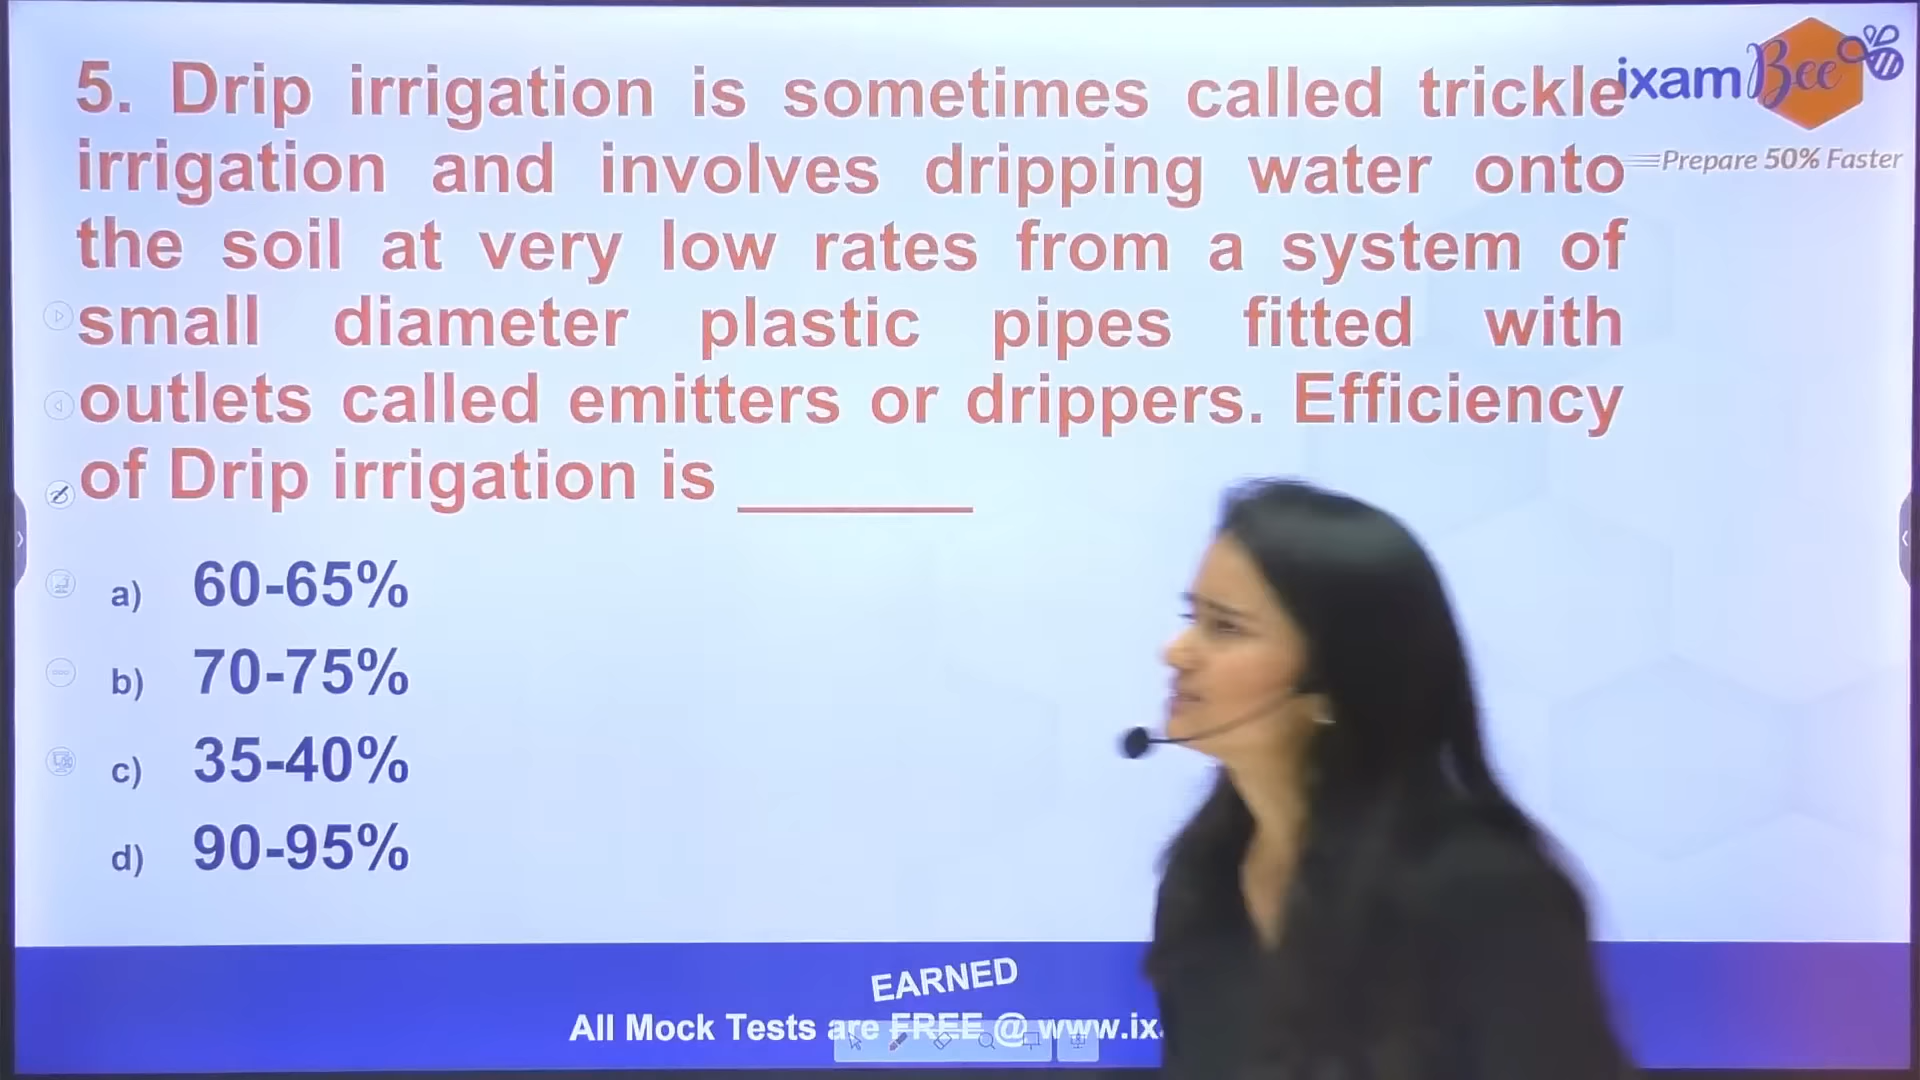 5. Drip irrigation is sometimes called trickle
irrigation and involves dripping water onto
the soil at very low rates from a system of
small diameter plastic pipes fitted with
outlets called emitters or drippers. Efficiency
of Drip irrigation is ______
a) 60-65%
b) 70-75%
c) 35-40%
d) 90-95%
ixamBee
Prepare 50% Faster
EARNED
All Mock Tests are FREE @ www.ix